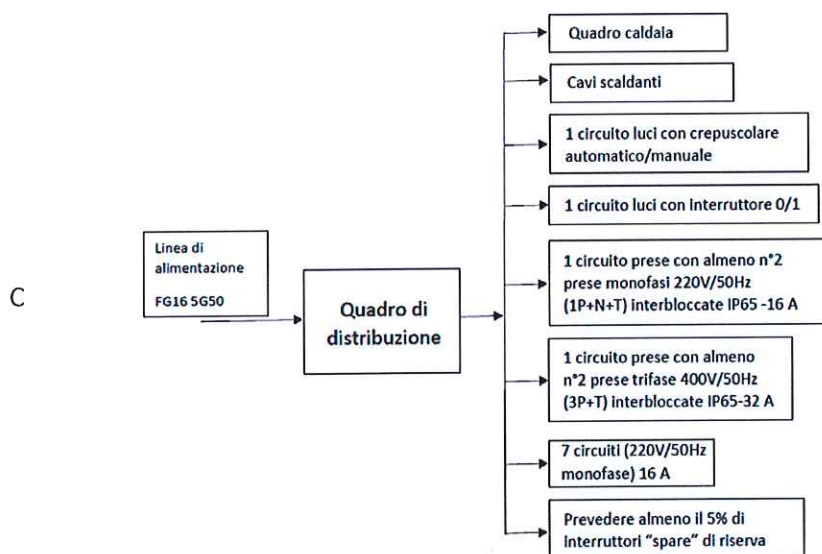 Quadro caldaia
Cavi scaldanti
1 circuito luci con crepuscolare
automatico/manuale
1 circuito luci con interruttore 0/1
Linea di
alimentazione
FG16 5G50
C
Quadro di
distribuzione
1 circuito prese con almeno n°2
prese monofasi 220V/50Hz
(1P+N+T) interbloccate IP65 -16 A
1 circuito prese con almeno
n°2 prese trifase 400V/50Hz
(3P+T) interbloccate IP65-32 A
7 circuiti (220V/50Hz
monofase) 16 A
Prevedere almeno il 5% di
interruttori “spare” di riserva